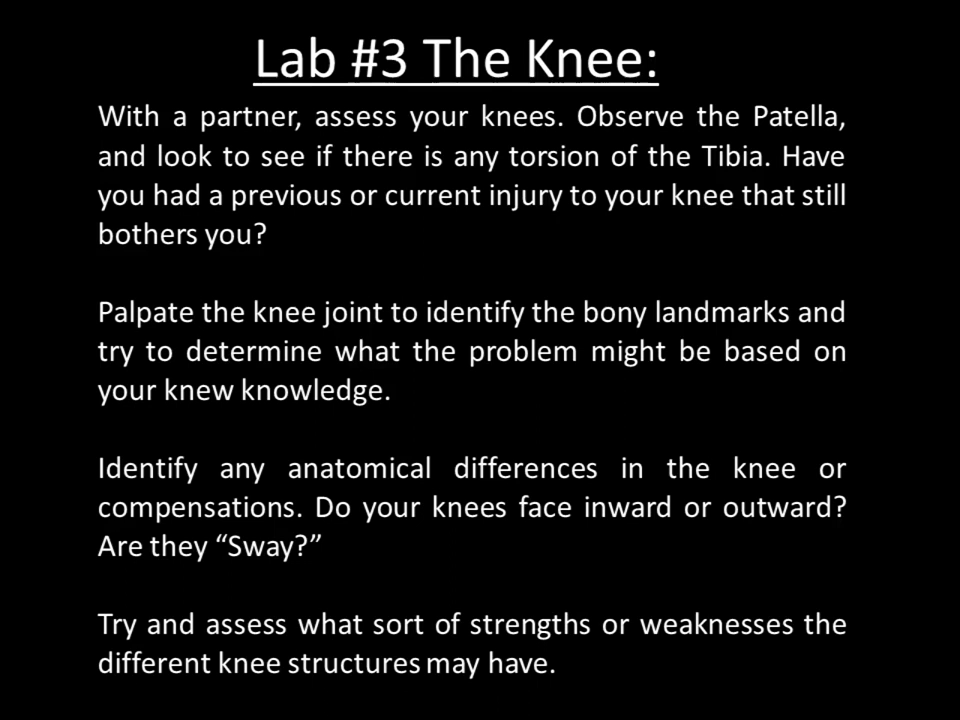 Lab #3 The Knee:
With a partner, assess your knees. Observe the Patella,
and look to see if there is any torsion of the Tibia. Have
you had a previous or current injury to your knee that still
bothers you?
Palpate the knee joint to identify the bony landmarks and
try to determine what the problem might be based on
your knew knowledge.
Identify any anatomical differences in the knee or
compensations. Do your knees face inward or outward?
Are they “Sway?”
Try and assess what sort of strengths or weaknesses the
different knee structures may have.